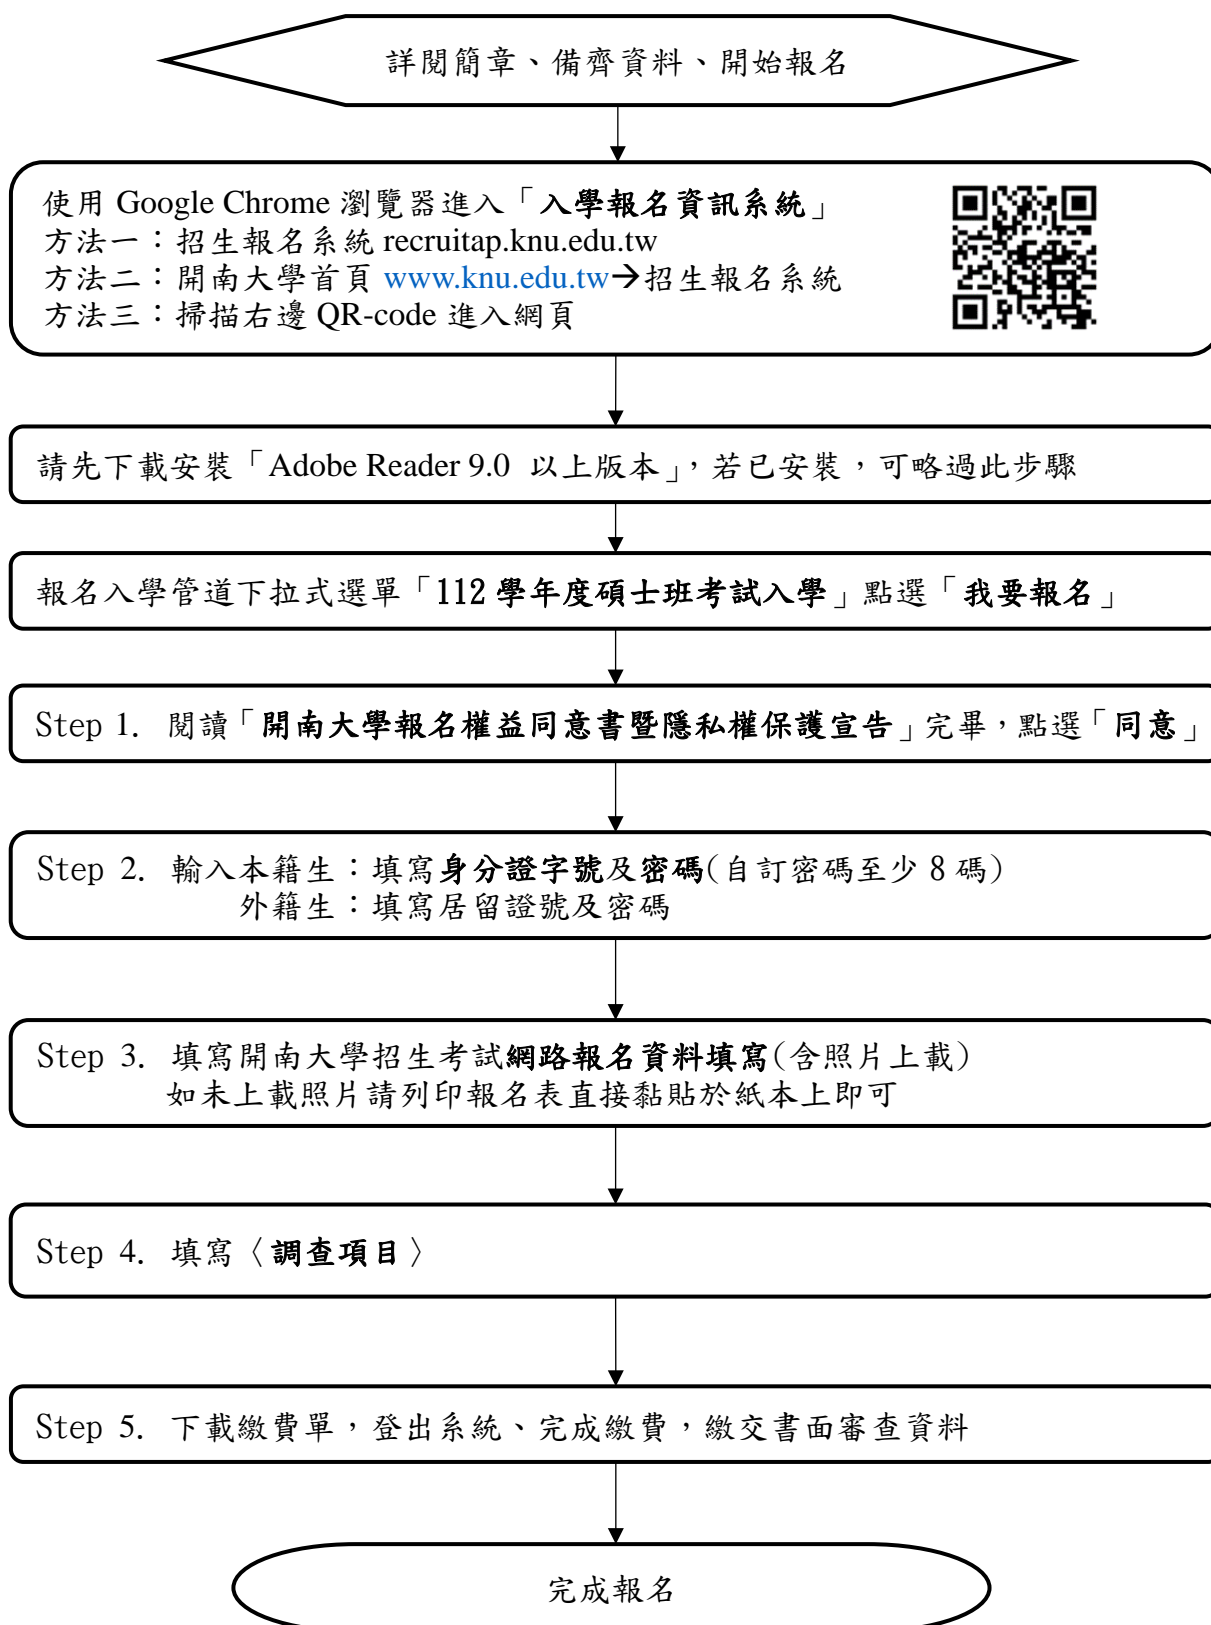 詳閱簡章、備齊資料、開始報名
使用 Google Chrome 瀏覽器進入「入學報名資訊系統」
方法一：招生報名系統 recruitap.knu.edu.tw
方法二：開南大學首頁 www.knu.edu.tw→招生報名系統
方法三：掃描右邊 QR-code 進入網頁
請先下載安裝「Adobe Reader 9.0 以上版本」，若已安裝，可略過此步驟
報名入學管道下拉式選單「112 學年度碩士班考試入學」點選「我要報名」
Step 1. 閱讀「開南大學報名權益同意書暨隱私權保護宣告」完畢，點選「同意」
Step 2. 輸入本籍生：填寫身分證字號及密碼(自訂密碼至少 8 碼)
外籍生：填寫居留證號及密碼
Step 3. 填寫開南大學招生考試網路報名資料填寫(含照片上載)
如未上載照片請列印報名表直接黏貼於紙本上即可
Step 4. 填寫〈調查項目〉
Step 5. 下載繳費單，登出系統、完成繳費，繳交書面審查資料
完成報名